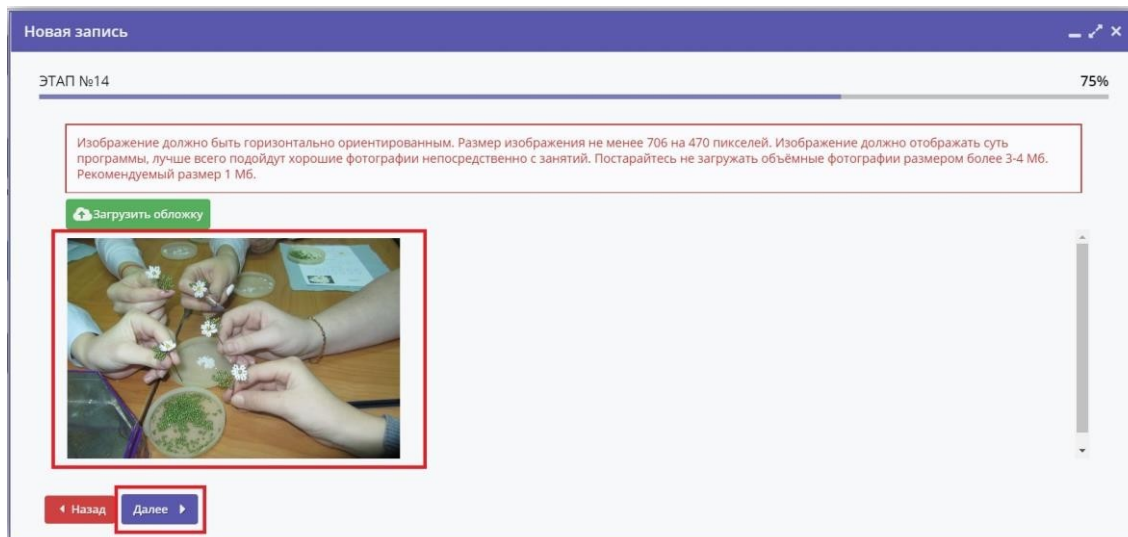 Новая запись
ЭТАП №14
75%
Изображение должно быть горизонтально ориентированным. Размер изображения не менее 706 на 470 пикселей. Изображение должно отображать суть
программы, лучше всего подойдут хорошие фотографии непосредственно с занятий. Постарайтесь не загружать объёмные фотографии размером более 3-4 Мб.
Рекомендуемый размер 1 Мб.
Загрузить обложку
Назад
Далее